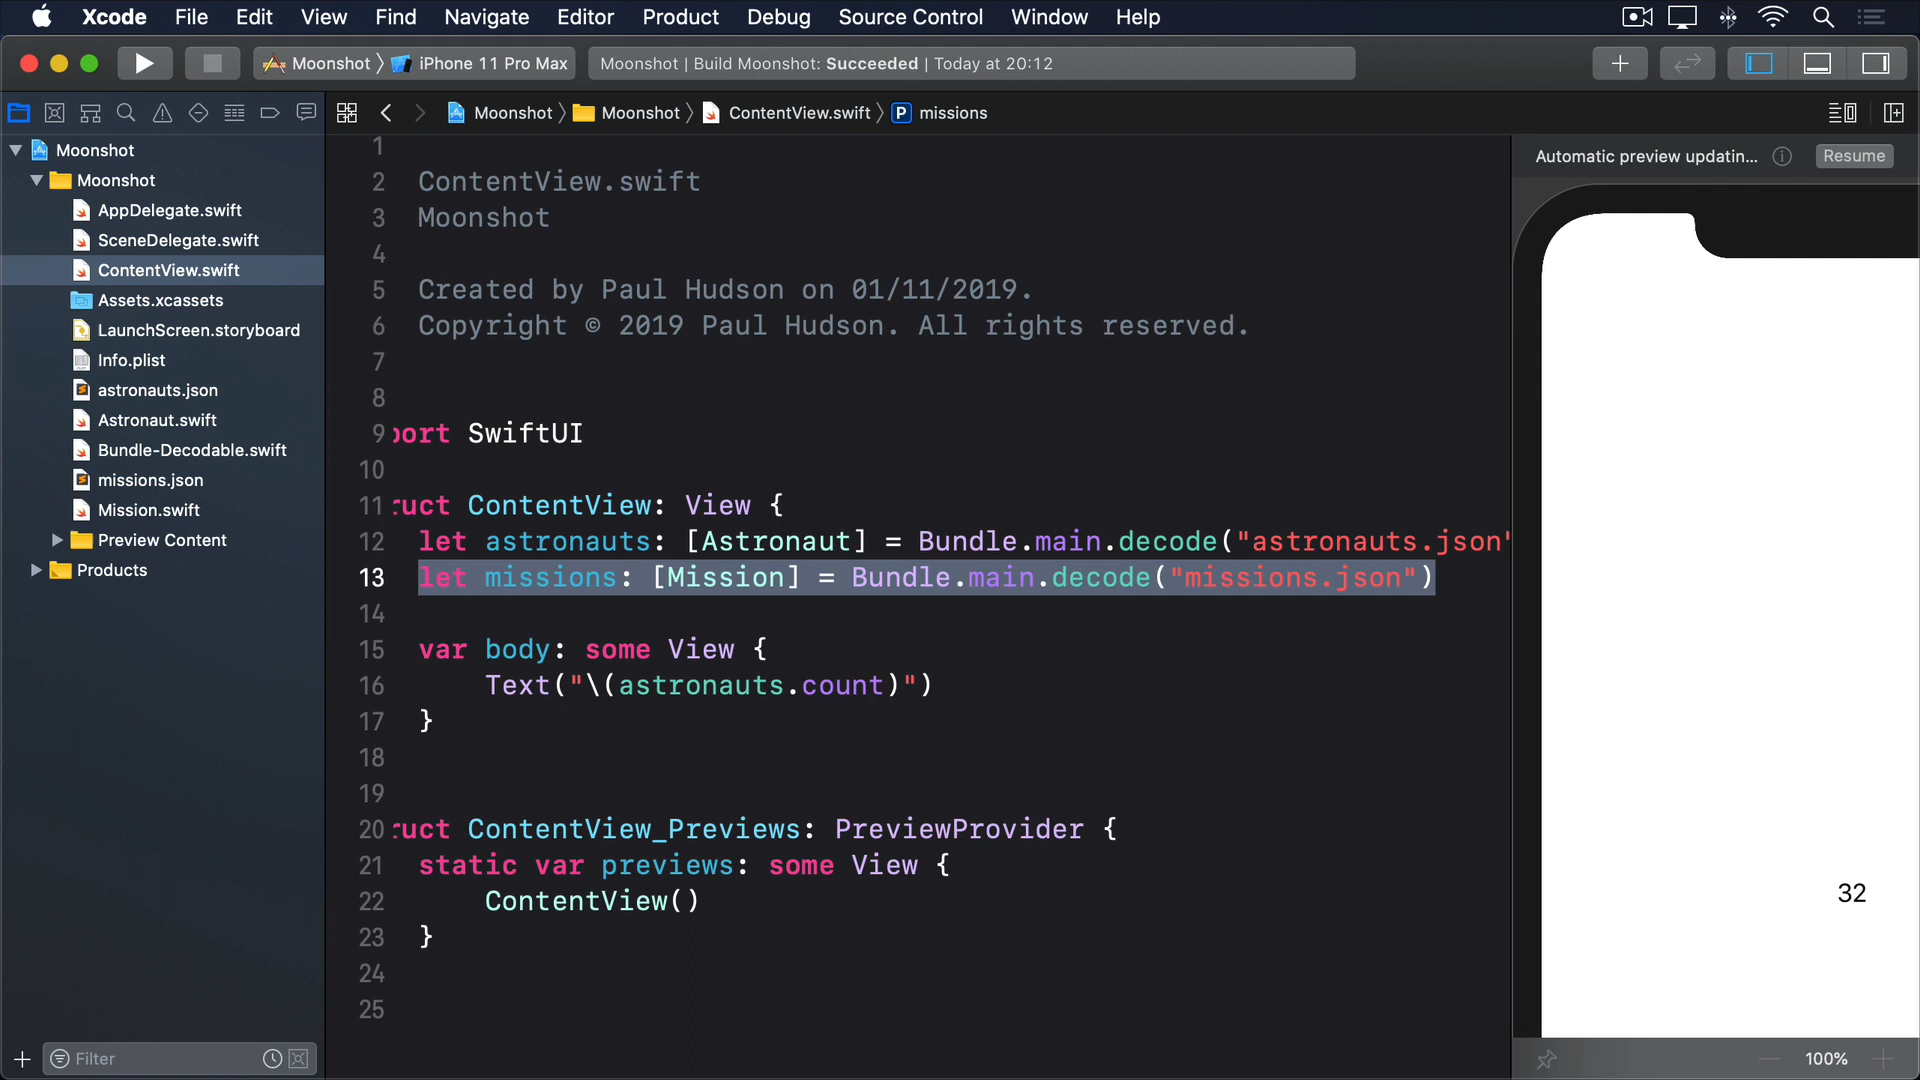 Xcode File Edit View Find Navigate Editor Product Debug Source Control Window Help
Moonshot iPhone 11 Pro Max Moonshot | Build Moonshot: Succeeded | Today at 20:12
Moonshot Moonshot ContentView.swift P missions
Moonshot
Moonshot
AppDelegate.swift
SceneDelegate.swift
ContentView.swift
Assets.xcassets
LaunchScreen.storyboard
Info.plist
astronauts.json
Astronaut.swift
Bundle-Decodable.swift
missions.json
Mission.swift
Preview Content
Products
Filter
1
2 ContentView.swift
3 Moonshot
4
5 Created by Paul Hudson on 01/11/2019.
6 Copyright © 2019 Paul Hudson. All rights reserved.
7
8
9 port SwiftUI
10
11 ruct ContentView: View {
12 let astronauts: [Astronaut] = Bundle.main.decode("astronauts.json"
13 let missions: [Mission] = Bundle.main.decode("missions.json")
14
15 var body: some View {
16 Text("\(astronauts.count)")
17 }
18
19
20 ruct ContentView_Previews: PreviewProvider {
21 static var previews: some View {
22 ContentView()
23 }
24
25
Automatic preview updatin... Resume
32
100%